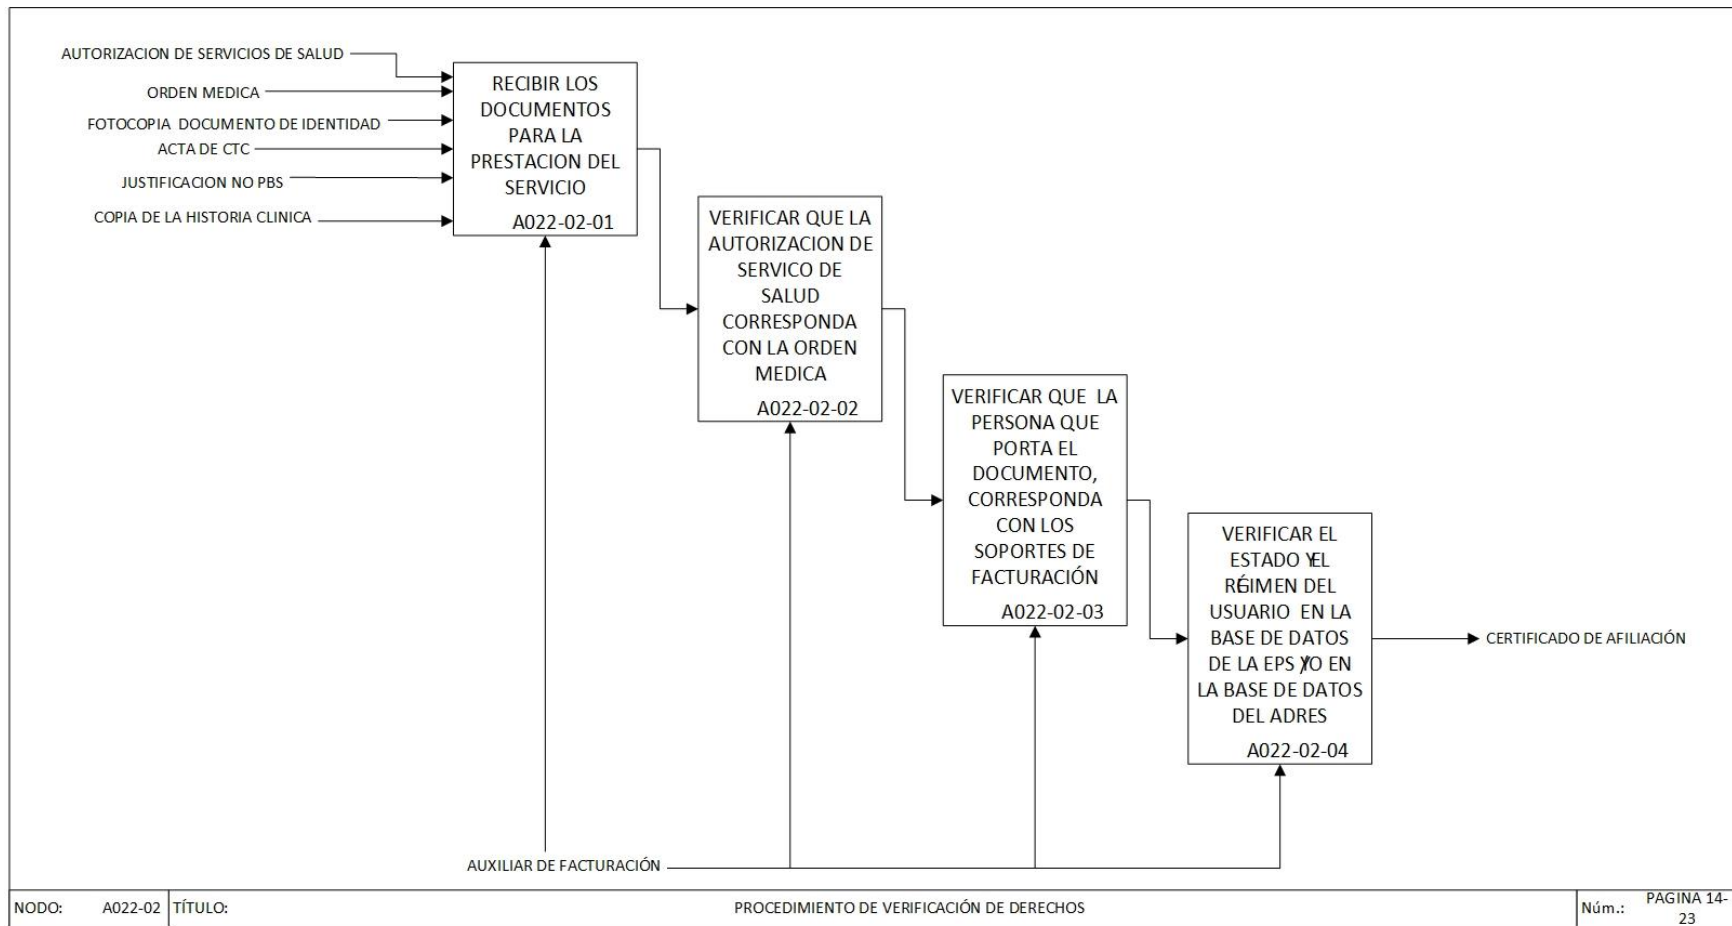 AUTORIZACION DE SERVICIOS DE SALUD
ORDEN MEDICA
FOTOCOPIA DOCUMENTO DE IDENTIDAD
ACTA DE CTC
JUSTIFICACION NO PBS
COPIA DE LA HISTORIA CLINICA
RECIBIR LOS
DOCUMENTOS
PARA LA
PRESTACION DEL
SERVICIO
A022-02-01
VERIFICAR QUE LA
AUTORIZACION DE
SERVICO DE
SALUD
CORRESPONDA
CON LA ORDEN
MEDICA
A022-02-02
VERIFICAR QUE LA
PERSONA QUE
PORTA EL
DOCUMENTO,
CORRESPONDA
CON LOS
SOPORTES DE
FACTURACIÓN
A022-02-03
VERIFICAR EL
ESTADO Y EL
RÉGIMEN DEL
USUARIO EN LA
BASE DE DATOS
DE LA EPS Y/O EN
LA BASE DE DATOS
DEL ADRES
A022-02-04
CERTIFICADO DE AFILIACIÓN
AUXILIAR DE FACTURACIÓN
NODO: A022-02 TÍTULO: PROCEDIMIENTO DE VERIFICACIÓN DE DERECHOS Núm.: PAGINA 14-
23